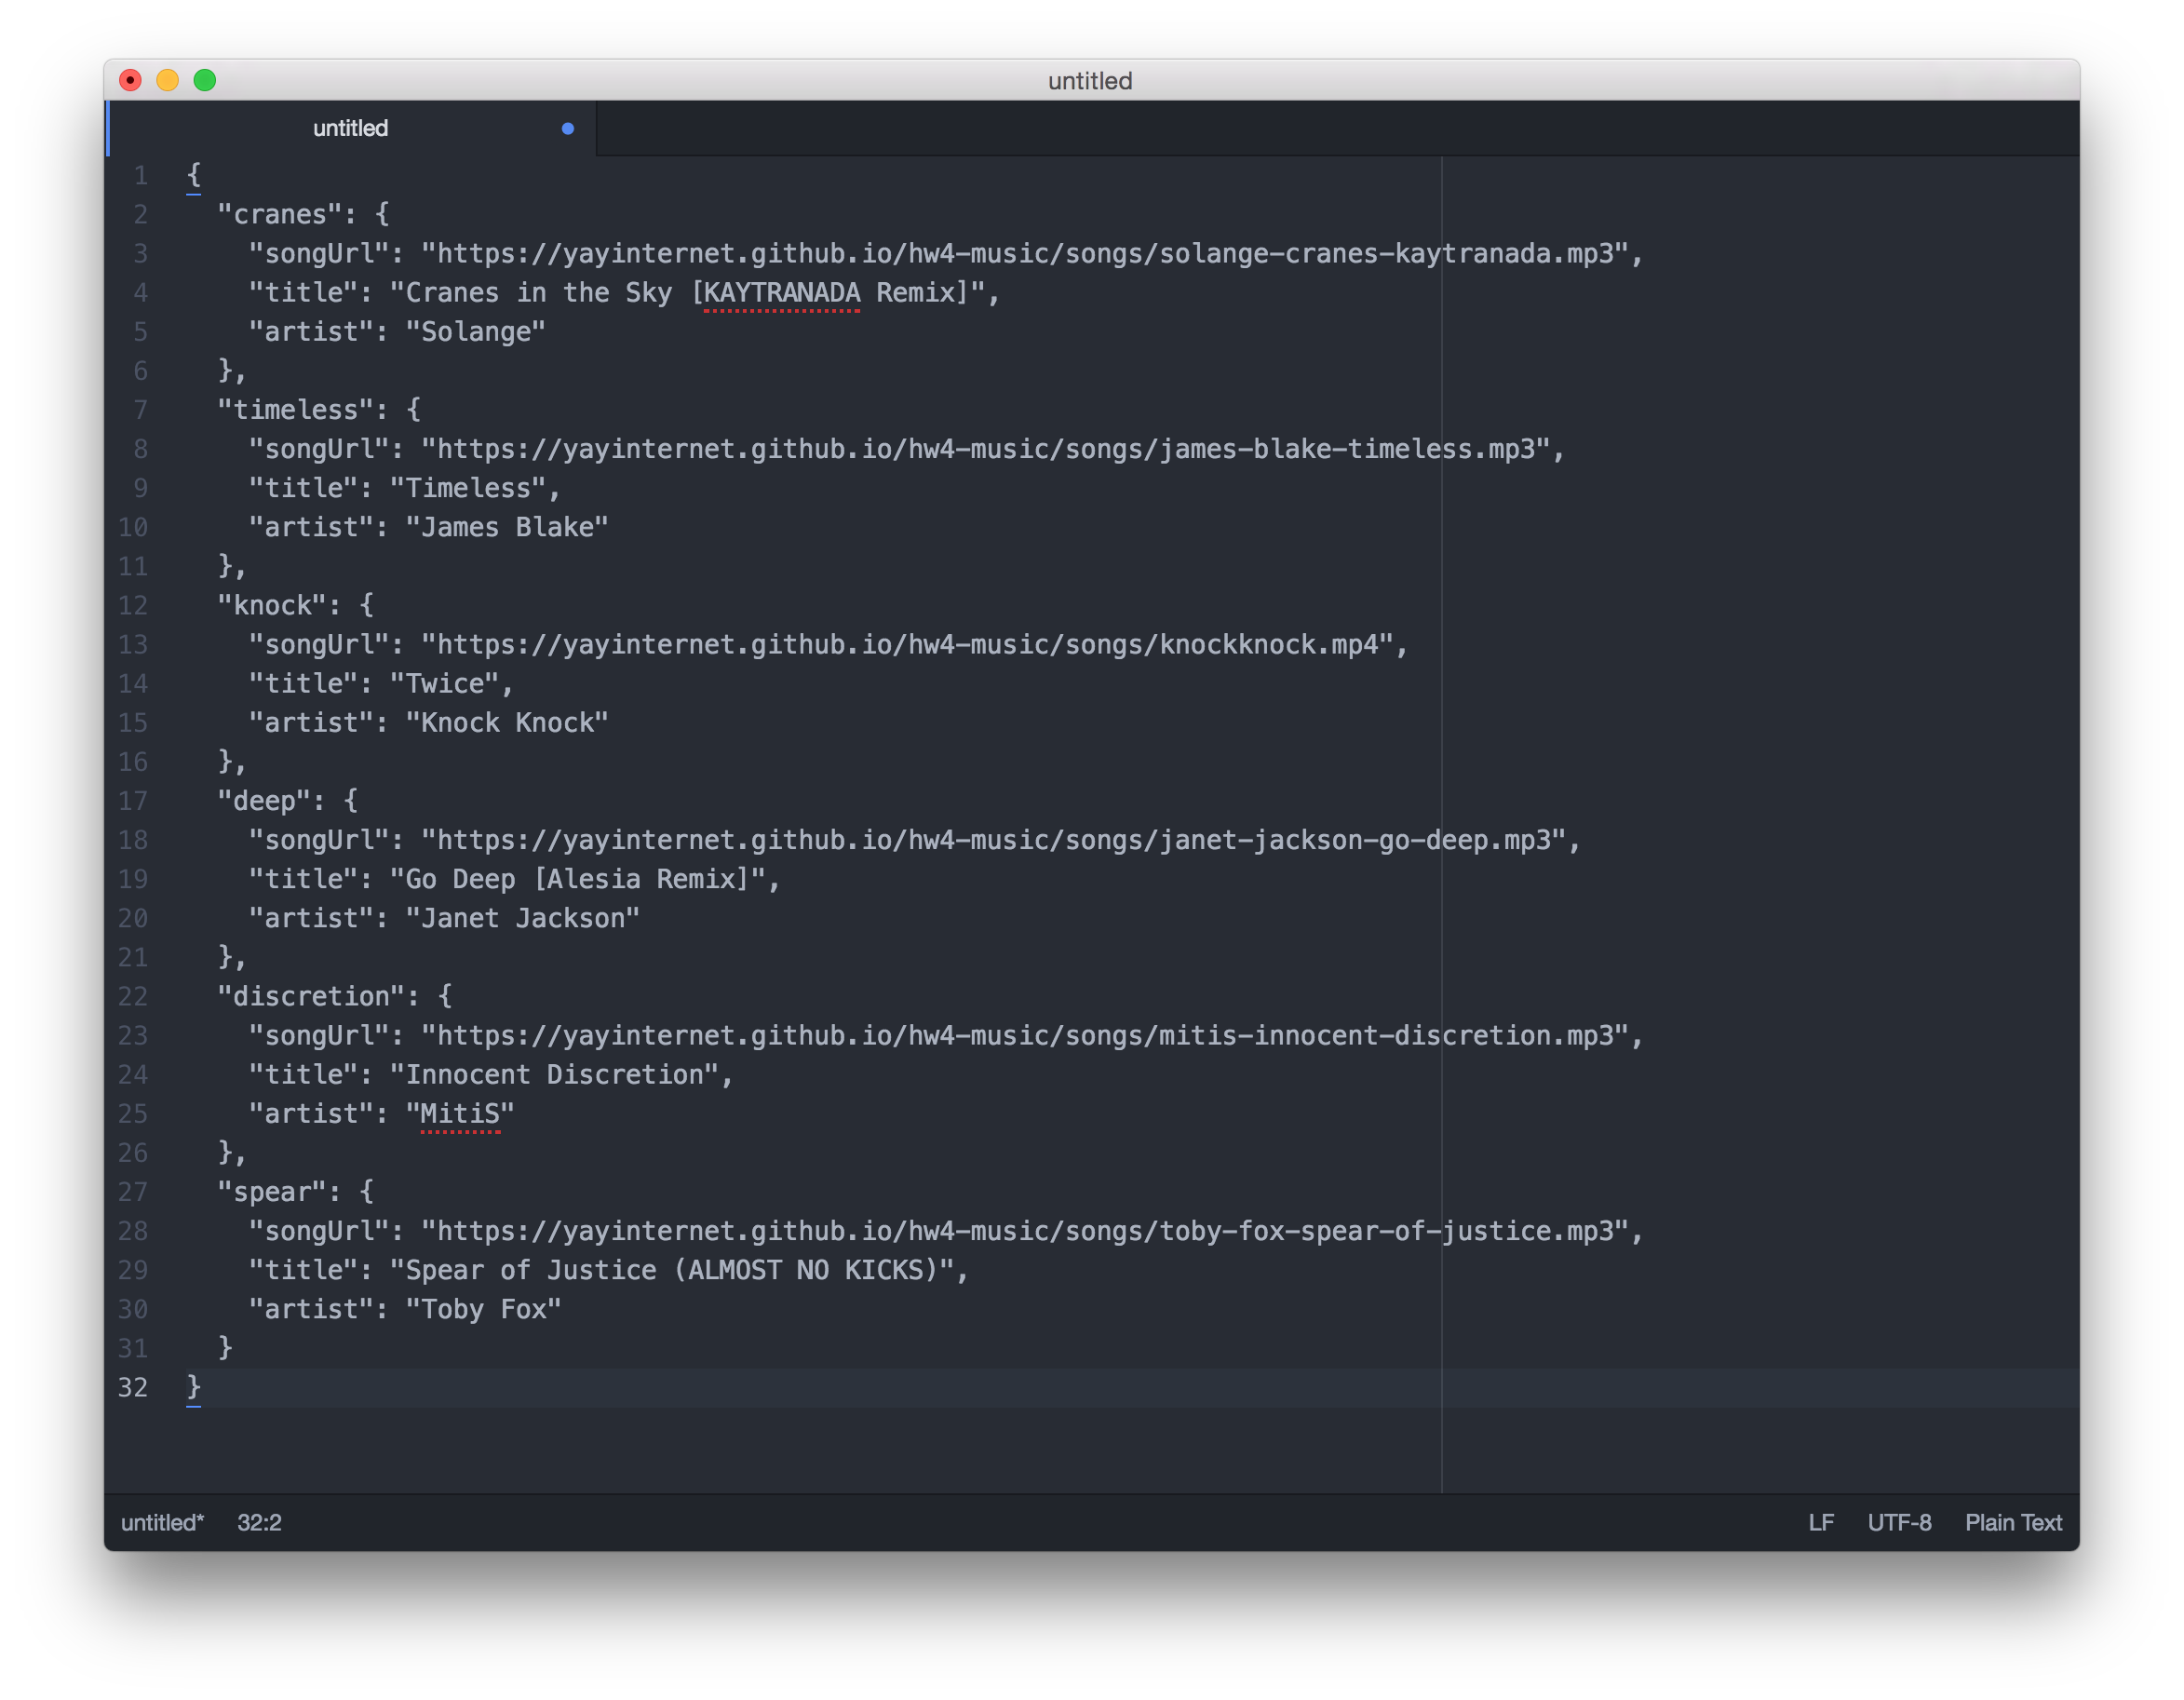 untitled
untitled
1 {
2   "cranes": {
3     "songUrl": "https://yayinternet.github.io/hw4-music/songs/solange-cranes-kaytranada.mp3",
4     "title": "Cranes in the Sky [KAYTRANADA Remix]",
5     "artist": "Solange"
6   },
7   "timeless": {
8     "songUrl": "https://yayinternet.github.io/hw4-music/songs/james-blake-timeless.mp3",
9     "title": "Timeless",
10     "artist": "James Blake"
11   },
12   "knock": {
13     "songUrl": "https://yayinternet.github.io/hw4-music/songs/knockknock.mp4",
14     "title": "Twice",
15     "artist": "Knock Knock"
16   },
17   "deep": {
18     "songUrl": "https://yayinternet.github.io/hw4-music/songs/janet-jackson-go-deep.mp3",
19     "title": "Go Deep [Alesia Remix]",
20     "artist": "Janet Jackson"
21   },
22   "discretion": {
23     "songUrl": "https://yayinternet.github.io/hw4-music/songs/mitis-innocent-discretion.mp3",
24     "title": "Innocent Discretion",
25     "artist": "MitiS"
26   },
27   "spear": {
28     "songUrl": "https://yayinternet.github.io/hw4-music/songs/toby-fox-spear-of-justice.mp3",
29     "title": "Spear of Justice (ALMOST NO KICKS)",
30     "artist": "Toby Fox"
31   }
32 }
untitled* 32:2 LF UTF-8 Plain Text